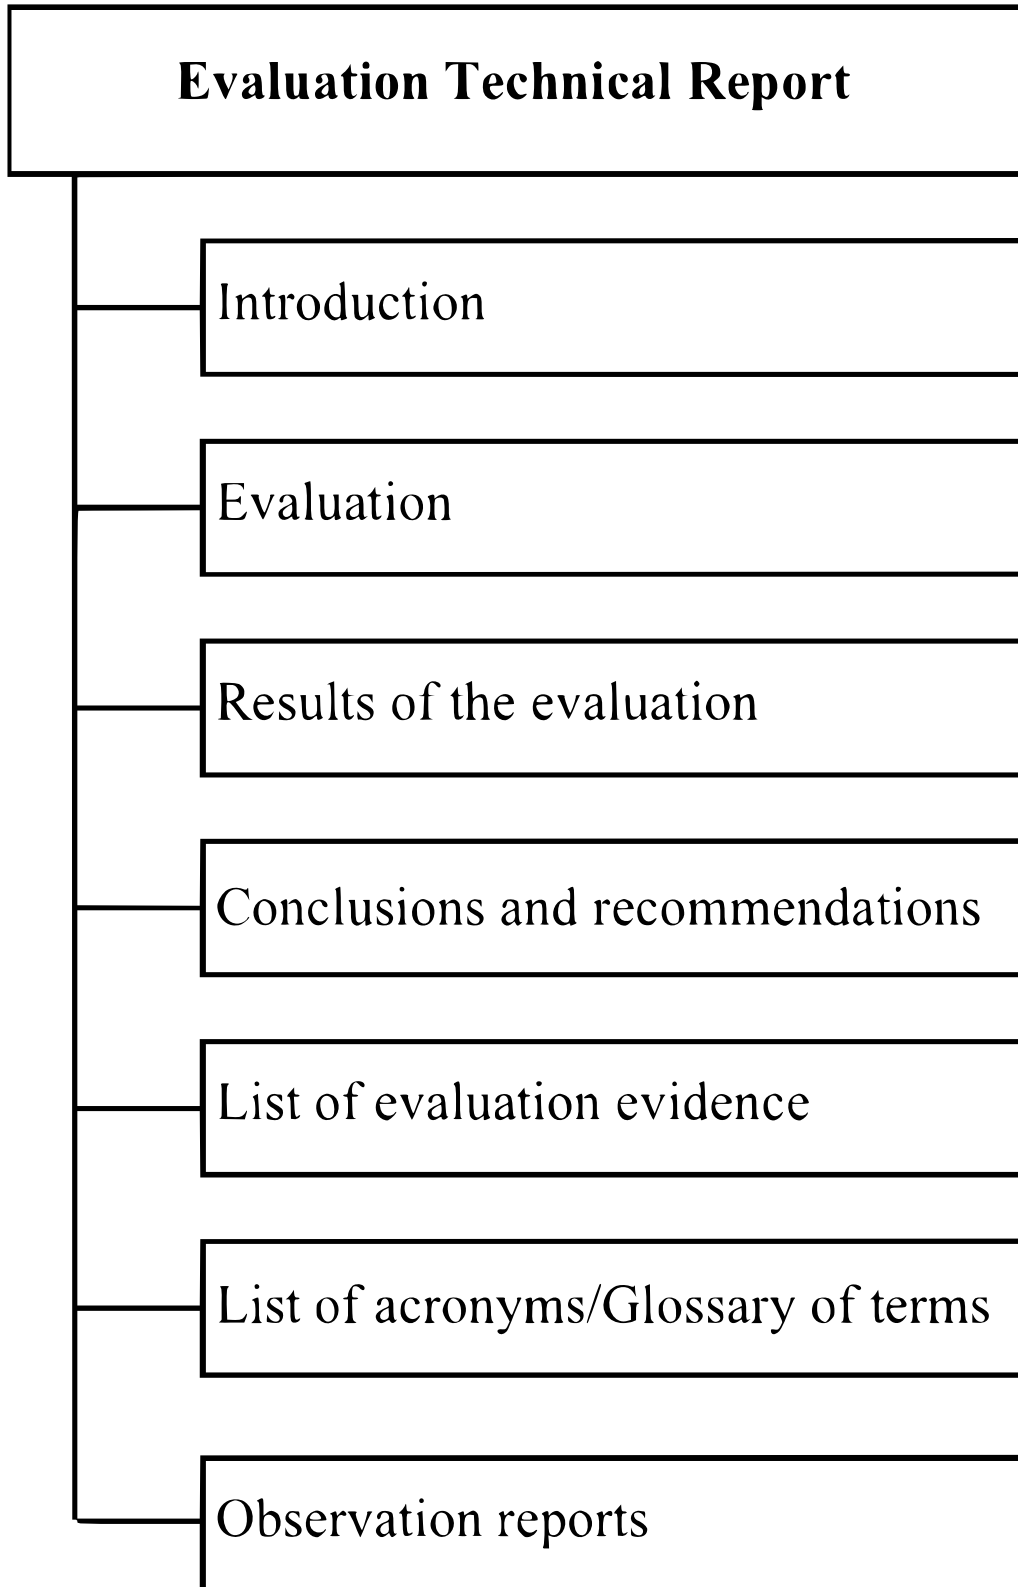 Evaluation Technical Report
Introduction
Evaluation
Results of the evaluation
Conclusions and recommendations
List of evaluation evidence
List of acronyms/Glossary of terms
Observation reports